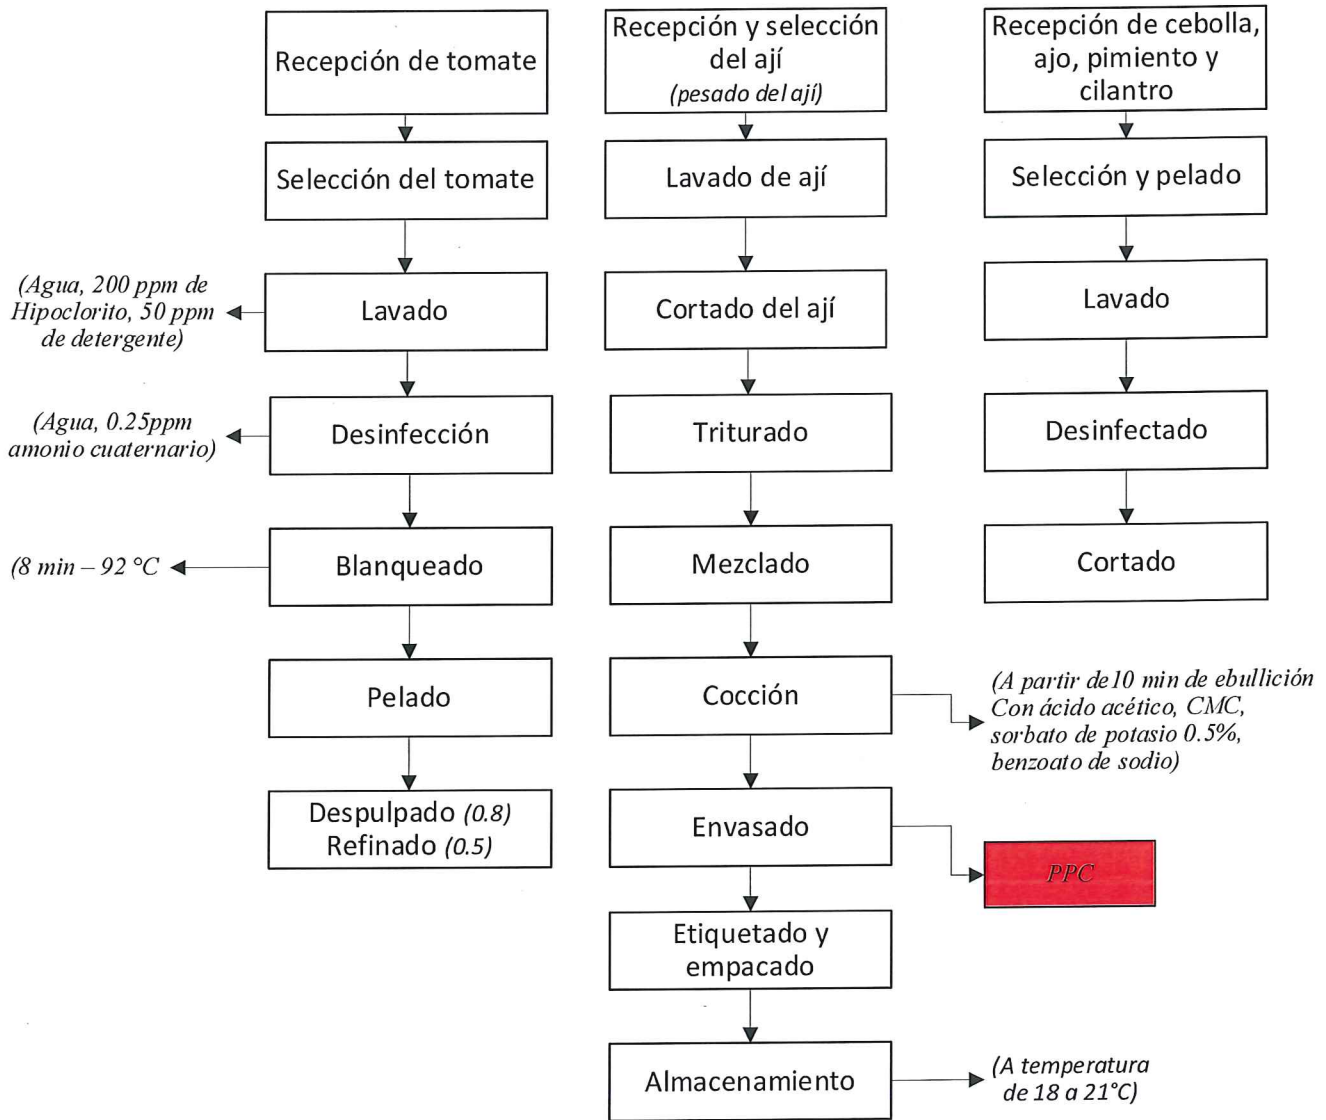 Recepción de tomate
Selección del tomate
(Agua, 200 ppm de
Hipoclorito, 50 ppm
de detergente)
Lavado
(Agua, 0.25ppm
amonio cuaternario)
Desinfección
(8 min – 92 °C
Blanqueado
Pelado
Despulpado (0.8)
Refinado (0.5)
Recepción y selección
del ají
(pesado del ají)
Lavado de ají
Cortado del ají
Triturado
Mezclado
Cocción
(A partir de10 min de ebullición
Con ácido acético, CMC,
sorbato de potasio 0.5%,
benzoato de sodio)
Envasado
PPC
Etiquetado y
empacado
Almacenamiento
(A temperatura
de 18 a 21°C)
Recepción de cebolla,
ajo, pimiento y
cilantro
Selección y pelado
Lavado
Desinfectado
Cortado